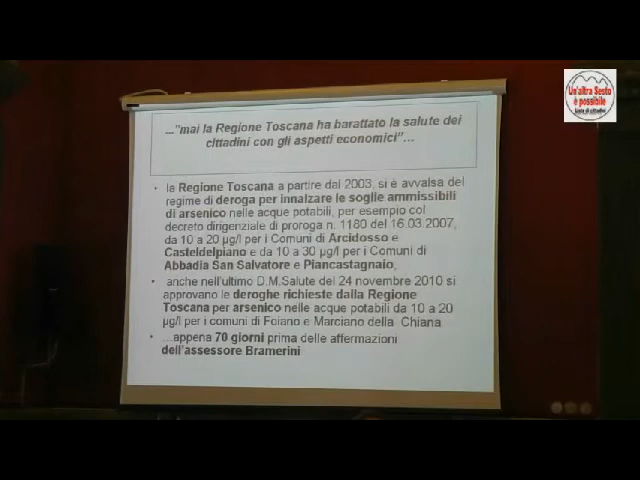 ..."mai la Regione Toscana ha barattato la salute dei
cittadini con gli aspetti economici"...
• la Regione Toscana a partire dal 2003, si è avvalsa del
regime di deroga per innalzare le soglie ammissibili
di arsenico nelle acque potabili, per esempio col
decreto dirigenziale di proroga n. 1180 del 16.03.2007,
da 10 a 20 µg/l per i Comuni di Arcidosso e
Casteldelpiano e da 10 a 30 µg/l per i Comuni di
Abbadia San Salvatore e Piancastagnaio,
• anche nell'ultimo D.M.Salute del 24 novembre 2010 si
approvano le deroghe richieste dalla Regione
Toscana per arsenico nelle acque potabili da 10 a 20
µg/l per i comuni di Foiano e Marciano della Chiana
• ...appena 70 giorni prima delle affermazioni
dell'assessore Bramerini
Un'altra Sesto
è possibile
Lista di cittadini